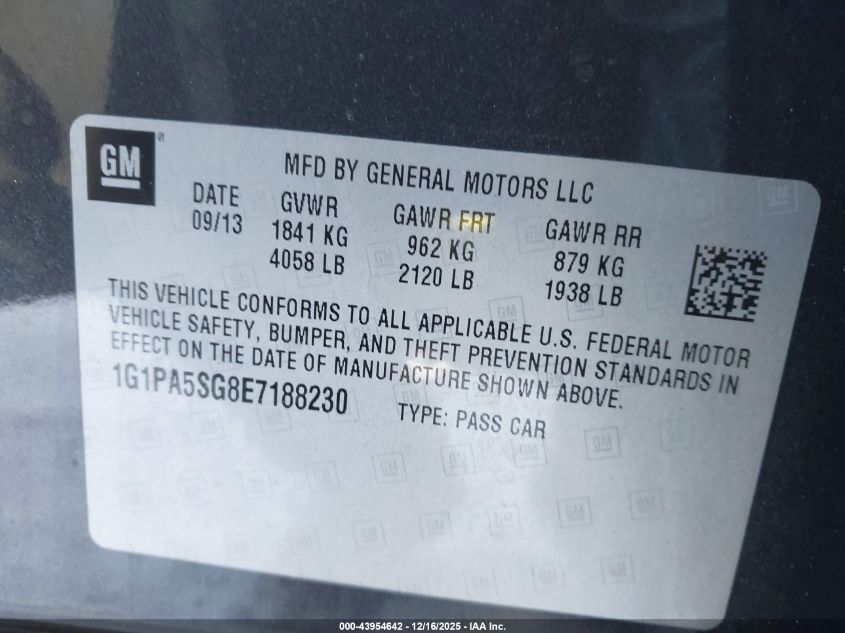 GM
®
MFD BY GENERAL MOTORS LLC
DATE GVWR GAWR FRT GAWR RR
09/13 1841 KG 962 KG 879 KG
4058 LB 2120 LB 1938 LB
THIS VEHICLE CONFORMS TO ALL APPLICABLE U.S. FEDERAL MOTOR
VEHICLE SAFETY, BUMPER, AND THEFT PREVENTION STANDARDS IN
EFFECT ON THE DATE OF MANUFACTURE SHOWN ABOVE.
1G1PA5SG8E7188230 TYPE: PASS CAR
000-43954642 - 12/16/2025 - IAA Inc.